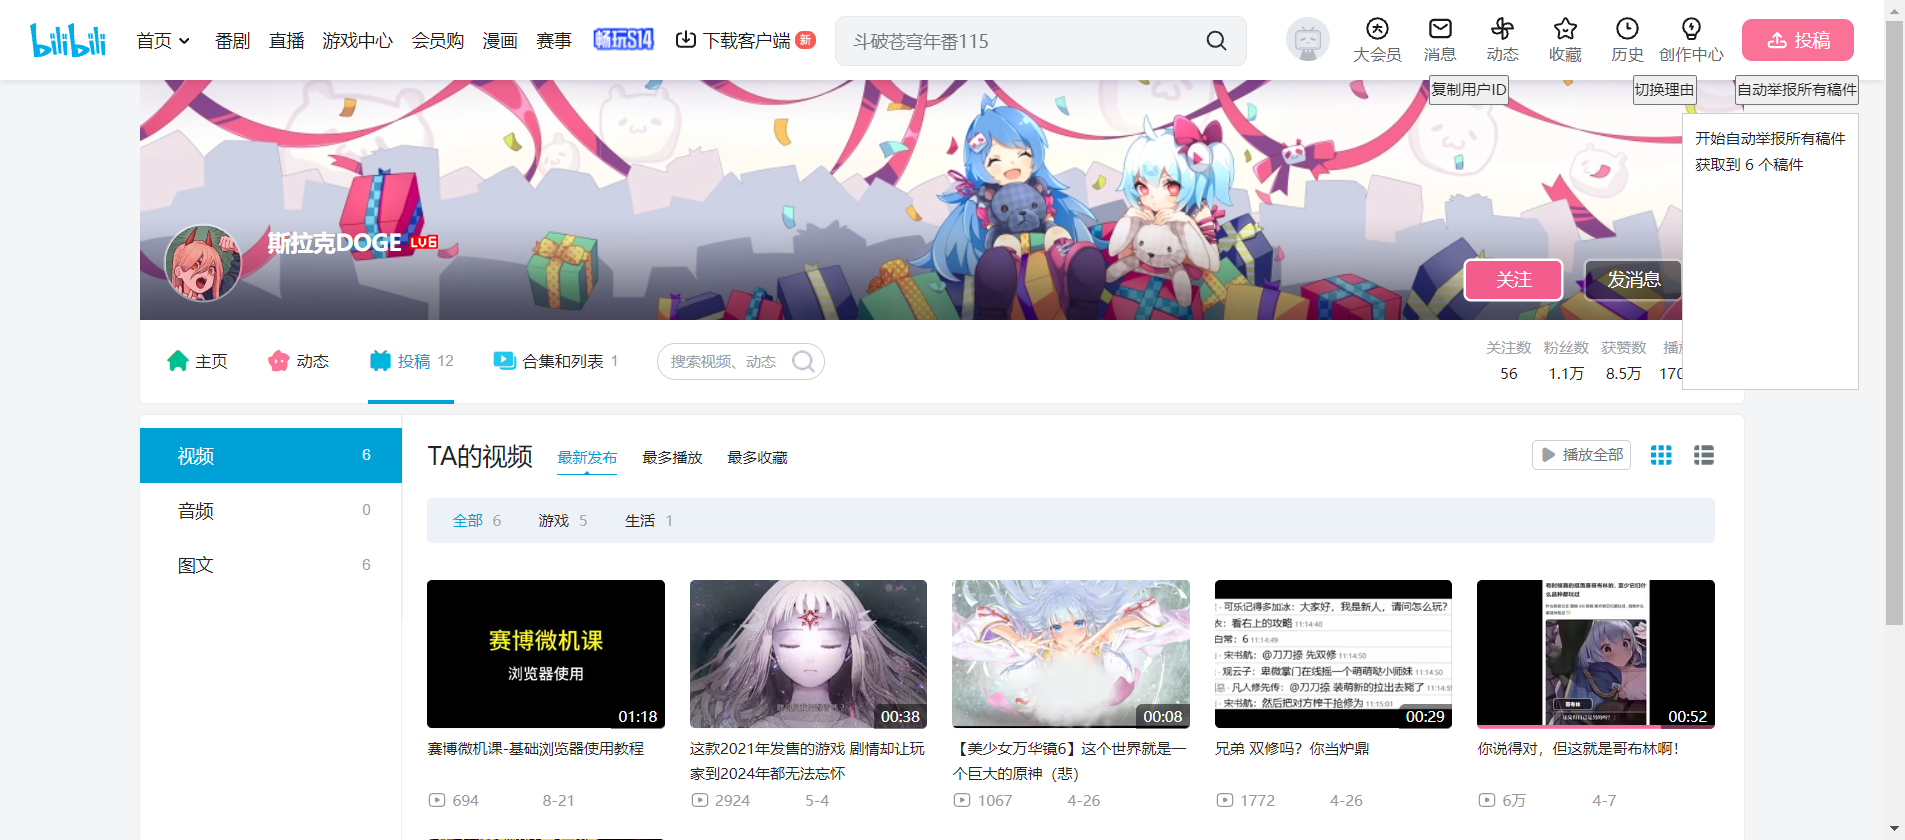 bilibili
首页 番剧 直播 游戏中心 会员购 漫画 赛事 畅玩S14 下载客户端 新 斗破苍穹年番115 大会员 消息 动态 收藏 历史 创作中心 投稿
复制用户ID 切换理由 自动举报所有稿件
开始自动举报所有稿件
获取到 6 个稿件
斯拉克DOGE LV6
关注 发消息
主页 动态 投稿 12 合集和列表 1 搜索视频、动态
关注数 粉丝数 获赞数
56 1.1万 8.5万 170
视频 6
音频 0
图文 6
TA的视频 最新发布 最多播放 最多收藏 播放全部
全部 6 游戏 5 生活 1
赛博微机课
浏览器使用
01:18
赛博微机课-基础浏览器使用教程
694 8-21
00:38
这款2021年发售的游戏 剧情却让玩
家到2024年都无法忘怀
2924 5-4
00:08
【美少女万华镜6】这个世界就是一
个巨大的原神（悲）
1067 4-26
可乐记得多加冰：大家好，我是新人，请问怎么玩?
看右上的攻略 11:14:48
白常：6 11:14:49
宋书航：@刀刀捺 先双修 11:14:50
观云子：卑微掌门在线摇一个萌萌哒小师妹 11:14:50
凡人修先传：@刀刀捺 装萌新的拉出去毙了
宋书航：然后把对方榨干抢修为 11:15:01
00:29
兄弟 双修吗？你当炉鼎
1772 4-26
哥布林
00:52
你说得对，但这就是哥布林啊！
6万 4-7